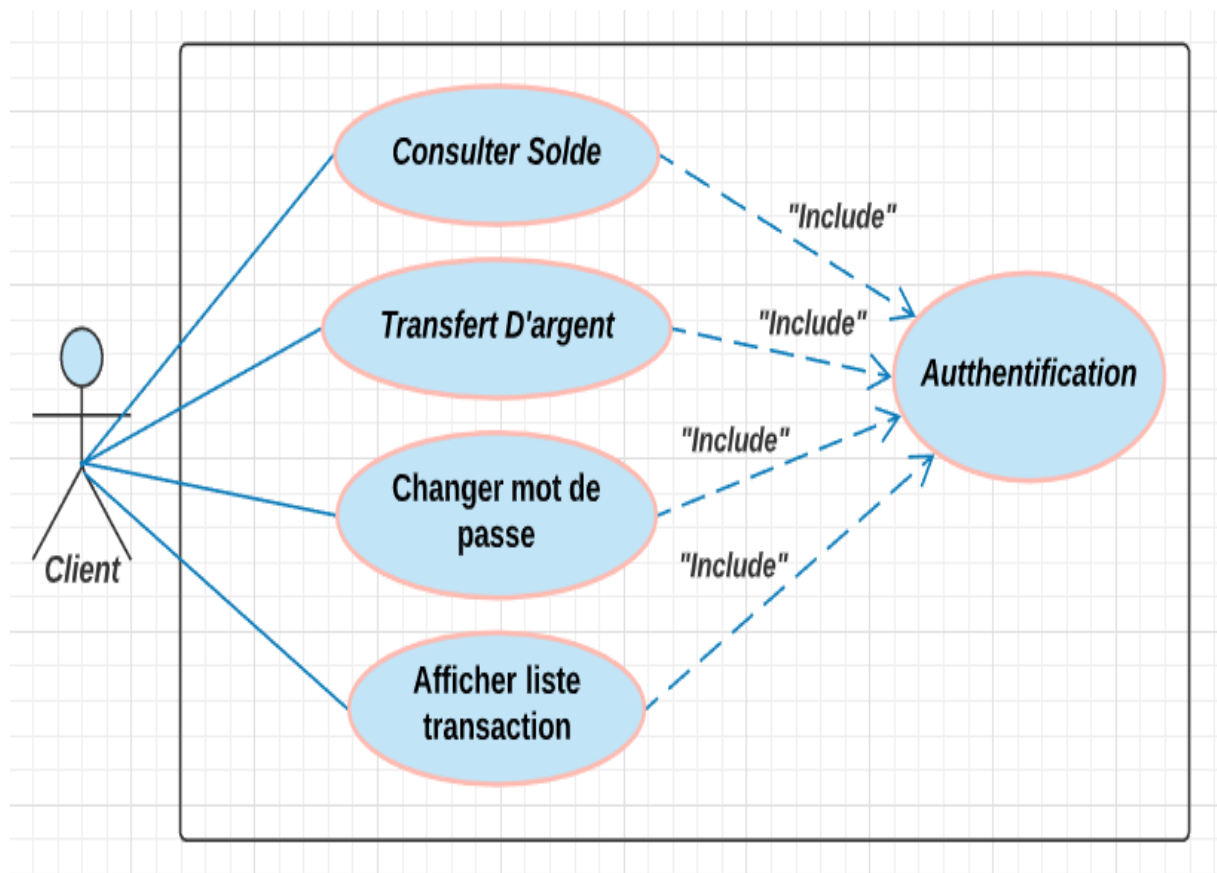 Consulter Solde
"Include"
Transfert D'argent
"Include"
Autthentification
"Include"
Changer mot de
passe
"Include"
Client
Afficher liste
transaction